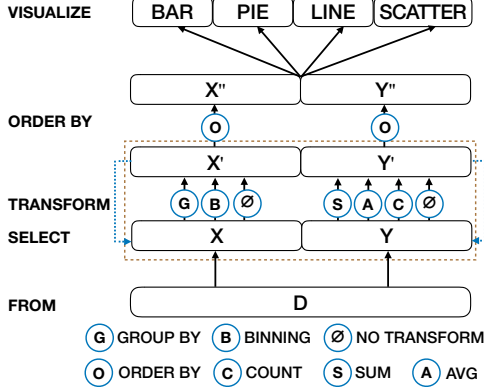 VISUALIZE BAR PIE LINE SCATTER
X" Y"
ORDER BY O O
X' Y'
TRANSFORM G B Ø S A C Ø
SELECT X Y
FROM D
G GROUP BY B BINNING Ø NO TRANSFORM
O ORDER BY C COUNT S SUM A AVG